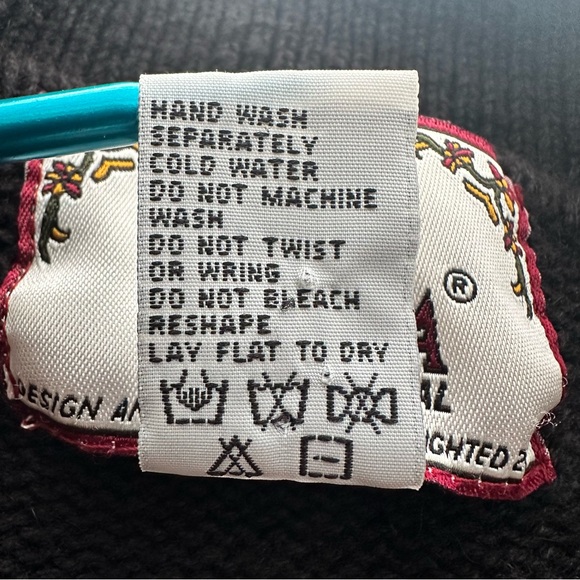 HAND WASH
SEPARATELY
COLD WATER
DO NOT MACHINE
WASH
DO NOT TWIST
OR WRING
DO NOT BLEACH
RESHAPE
LAY FLAT TO DRY
®
DESIGN